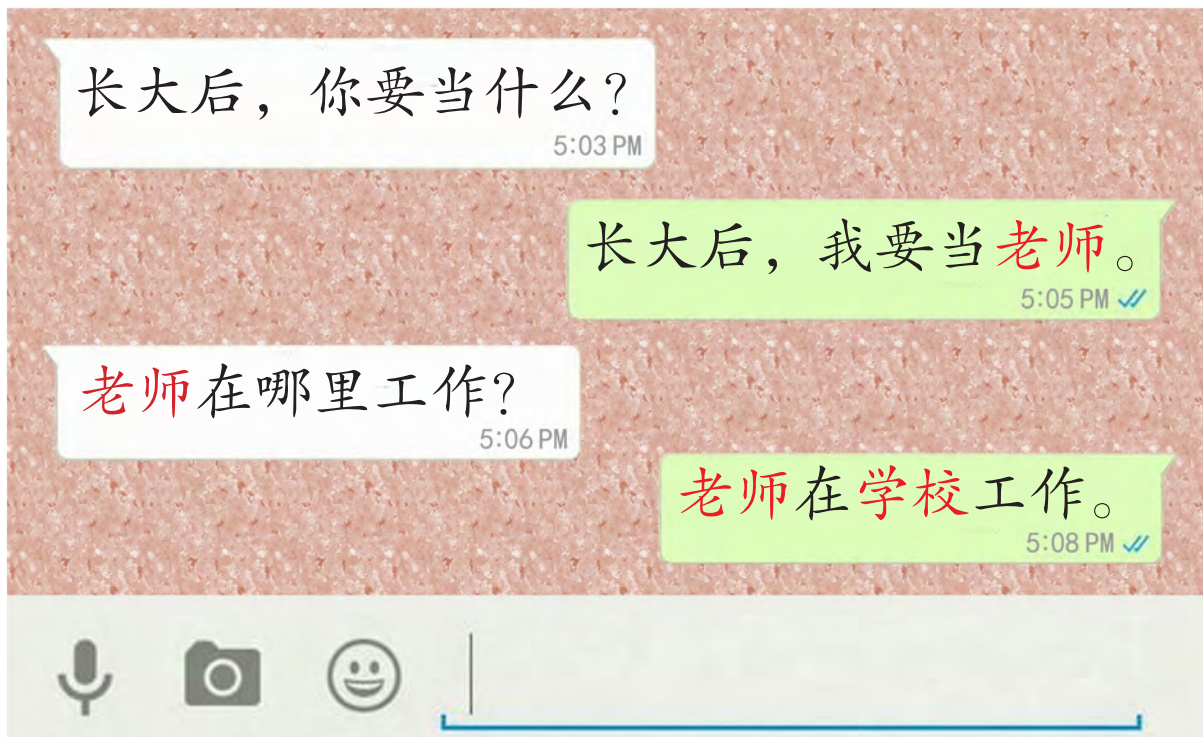 长大后，你要当什么？
5:03 PM
长大后，我要当老师。
5:05 PM
老师在哪里工作？
5:06 PM
老师在学校工作。
5:08 PM